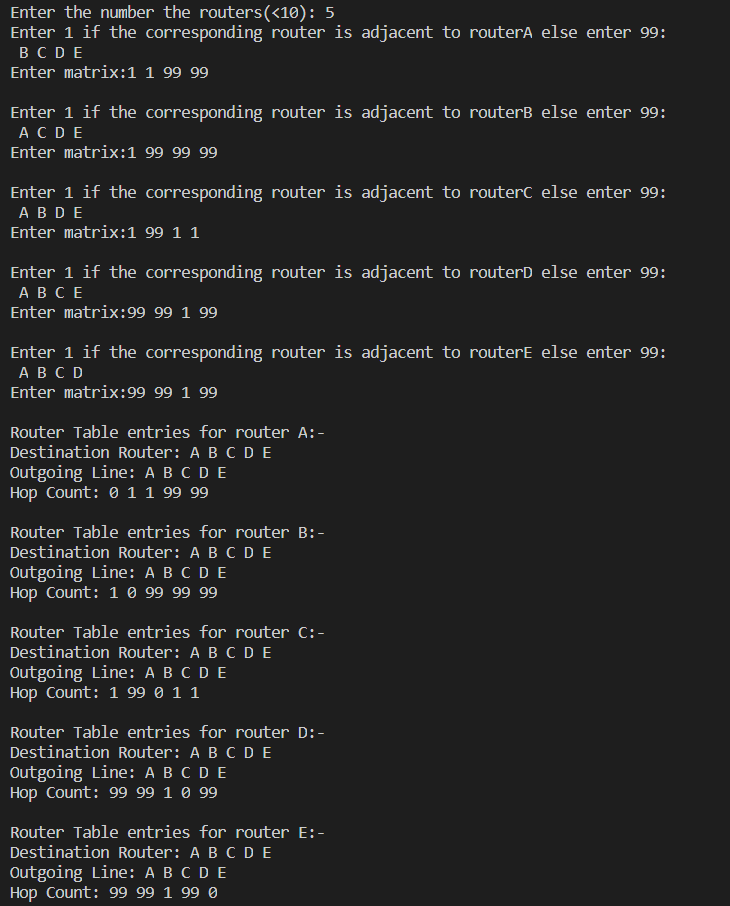 Enter the number the routers(<10): 5
Enter 1 if the corresponding router is adjacent to routerA else enter 99:
B C D E
Enter matrix:1 1 99 99
Enter 1 if the corresponding router is adjacent to routerB else enter 99:
A C D E
Enter matrix:1 99 99 99
Enter 1 if the corresponding router is adjacent to routerC else enter 99:
A B D E
Enter matrix:1 99 1 1
Enter 1 if the corresponding router is adjacent to routerD else enter 99:
A B C E
Enter matrix:99 99 1 99
Enter 1 if the corresponding router is adjacent to routerE else enter 99:
A B C D
Enter matrix:99 99 1 99
Router Table entries for router A:-
Destination Router: A B C D E
Outgoing Line: A B C D E
Hop Count: 0 1 1 99 99
Router Table entries for router B:-
Destination Router: A B C D E
Outgoing Line: A B C D E
Hop Count: 1 0 99 99 99
Router Table entries for router C:-
Destination Router: A B C D E
Outgoing Line: A B C D E
Hop Count: 1 99 0 1 1
Router Table entries for router D:-
Destination Router: A B C D E
Outgoing Line: A B C D E
Hop Count: 99 99 1 0 99
Router Table entries for router E:-
Destination Router: A B C D E
Outgoing Line: A B C D E
Hop Count: 99 99 1 99 0